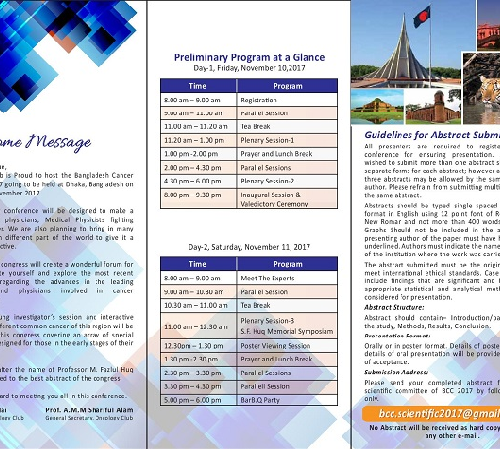 ome Message
is Proud to host the Bangladesh Cancer
going to be held at Dhaka, Bangladesh on
vember 2017.
conference will be designed to make a
physicians, Medical Physicists fighting
es. We are also planning to bring in many
different part of the world to give it a
ctive.
congress will create a wonderful forum for
te yourself and explore the most recent
regarding the advances in the leading
nd physicians involved in cancer
ng investigator's session and interactive
fferent common cancer of this region will be
his congress covering an array of special
signed for those in the early stages of their
after the name of Professor M. Fazlul Huq
d to the best abstract of the congress
ard to meeting you all in this conference.
Prof. A.M.M Shariful Alam
General Secretary, Oncology Club
Preliminary Program at a Glance
Day-1, Friday, November 10,2017
Time Program
8.00 am – 9.00 am Registration
9.00 am – 11.00 am Parallel Session
11.00 am – 11.20 am Tea Break
11.20 am – 1.00 pm Plenary Session-1
1.00 pm -2.00 pm Prayer and Lunch Break
2.00 pm – 4.30 pm Parallel Sessions
4.30 pm – 6.00 pm Plenary Session-2
8.00 pm – 9.30 pm Inaugural Session &
Valedictory Ceremony
Day-2, Saturday, November 11, 2017
Time Program
8.00 am – 9.00 am Meet The Experts
9.00 am – 10.30 am Parallel Session
10.30 am – 11.00 am Tea Break
11.00 am – 12.30 am Plenary Session-3
S.F. Huq Memorial Symposium
12.30pm – 1.30 pm Poster Viewing Session
1.30 pm -2.30 pm Prayer and Lunch Break
2.30 pm – 3.30 pm Parallel Session
3.30 pm – 4.30 pm Parallel Session
5.00 pm – 6.00 pm BarB.Q Party
Guidelines for Abstract Submi
All presenters are required to registe
conference for ensuring presentation.
wished to submit more than one abstract s
separate form for each abstract; however a
three abstracts may be allowed by the sam
author. Please refrain from submitting multip
the same abstract.
Abstracts should be typed single spaced
format in English using 12 font of
New Roman and not more than 400 words
Graphs should not be included in the a
presenting author of the paper must have h
underlined. Authors must indicate the name
of the institution where the work was carrie
The abstract submitted must be the origin
meet international ethical standards. Case
include findings that are significant and
appropriate statistical and analytical meth
considered for presentation.
Abstract Structure:
Abstract should contain– Introduction/ba
the study, Methods, Results, Conclusion.
Presentation Format:
Orally or in poster format. Details of poste
details of oral presentation will be provided
of acceptance.
Submission Address:
Please send your completed abstract f
scientific committee of BCC 2017 by follo
only.
bcc.scientific2017@gmail
No Abstract will be received as hard copy
any other e-mail.